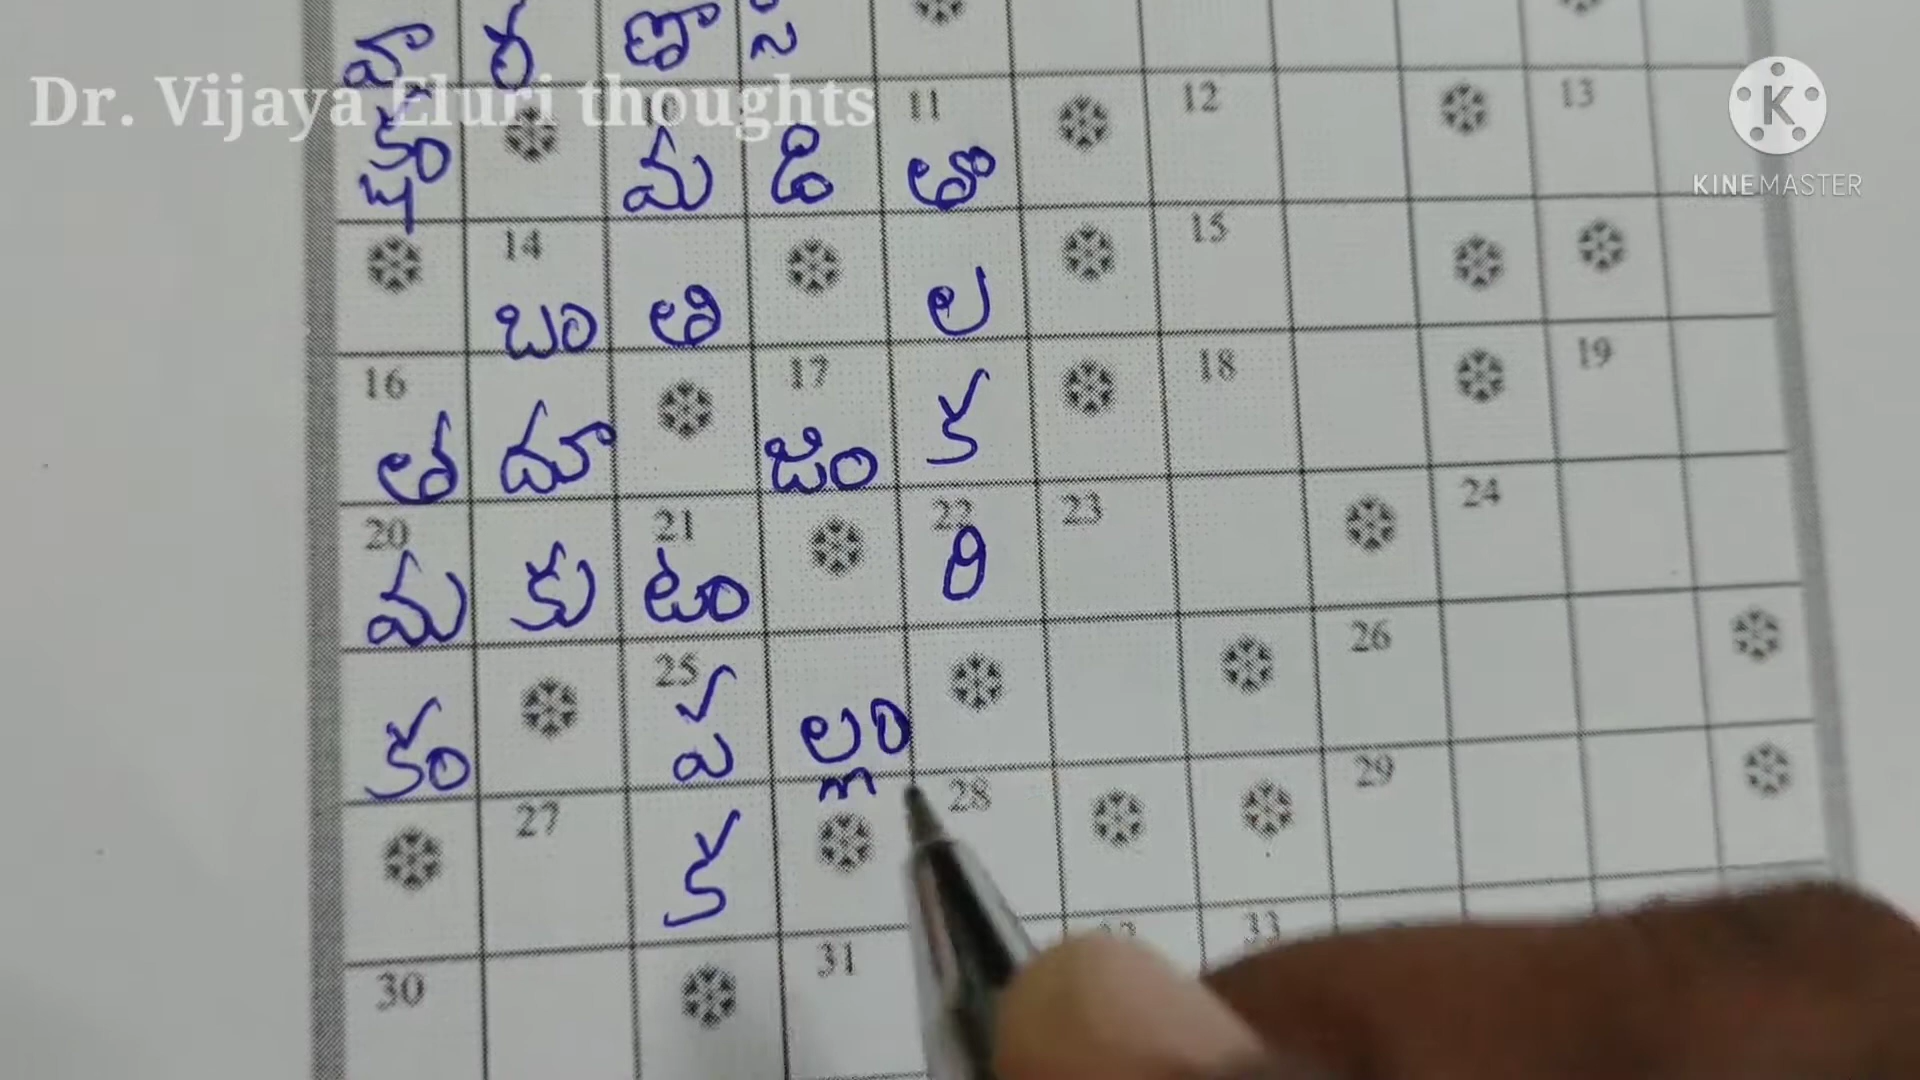 వా ర ణా సి
Dr. Vijaya Eluri thoughts
KINEMASTER
11 12 13
క్షం మ డి తో
14 15
బం తి ల
16 17 18 19
త దూ జం క
20 21 22 23 24
మ కు టం రి
25 26
కం ప ల్లం
27 28 29
క
30 31 33